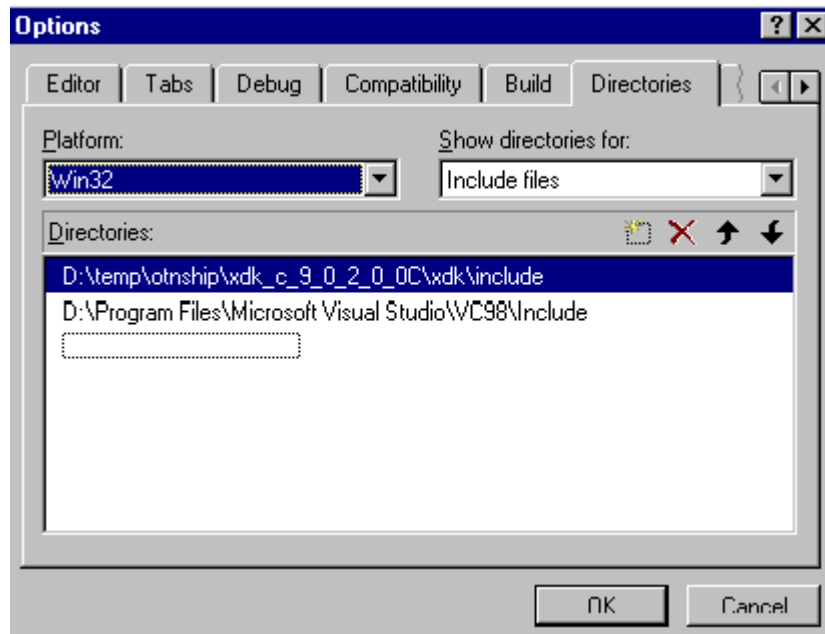 Options
Editor Tabs Debug Compatibility Build Directories
Platform: Show directories for:
Win32 Include files
Directories:
D:\temp\otnship\xdk_c_9_0_2_0_0C\xdk\include
D:\Program Files\Microsoft Visual Studio\VC98\Include
OK Cancel